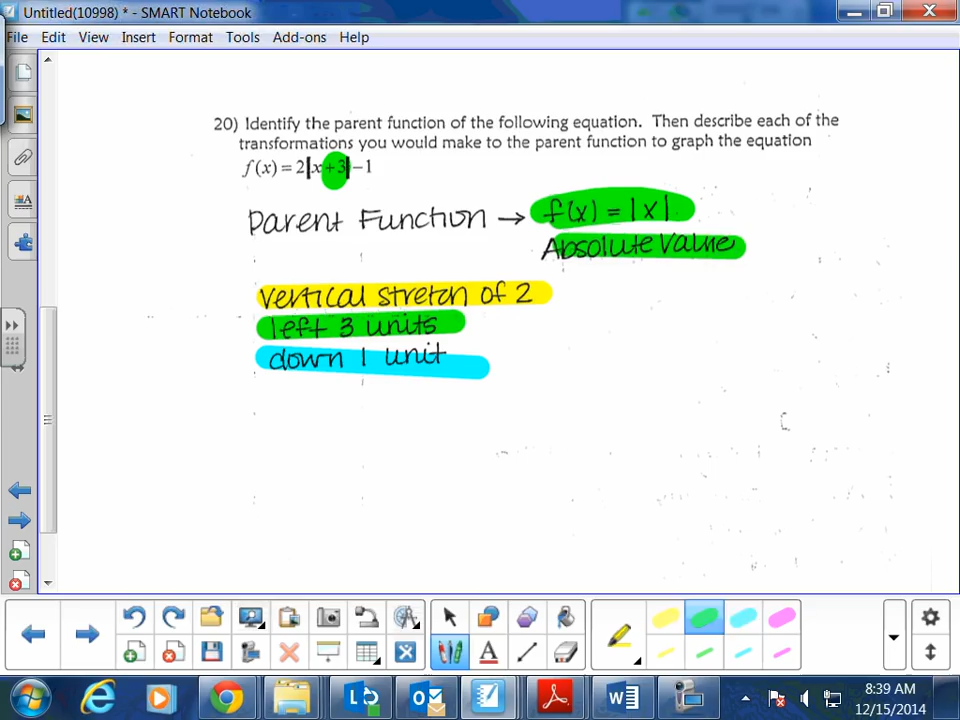 Untitled(10998) * - SMART Notebook
File Edit View Insert Format Tools Add-ons Help
20) Identify the parent function of the following equation. Then describe each of the
transformations you would make to the parent function to graph the equation
f(x) = 2|x+3|−1
Parent Function → f(x) = |x|
Absolute Value
vertical stretch of 2
left 3 units
down 1 unit
8:39 AM
12/15/2014